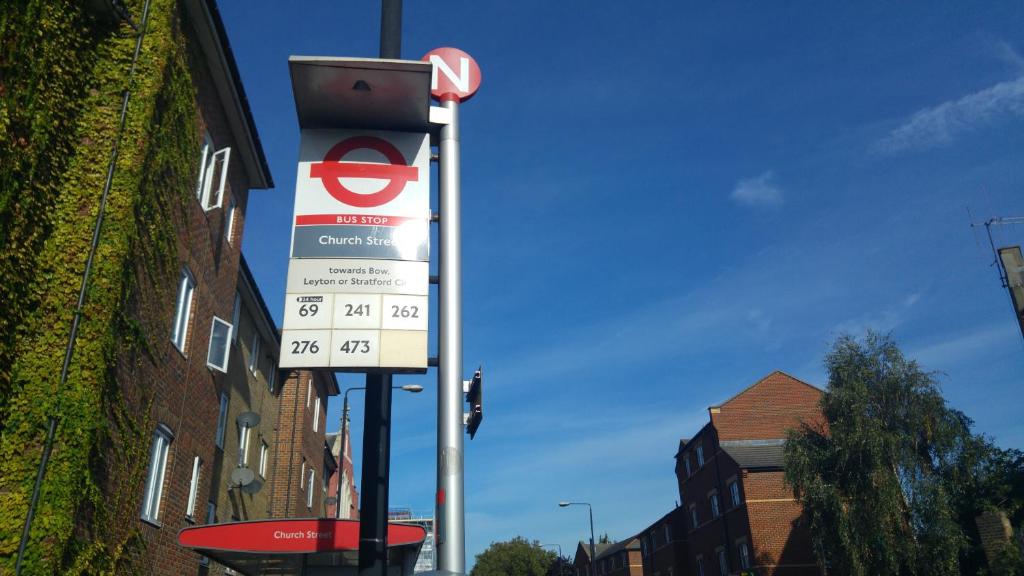 N
BUS STOP
Church Stre
towards Bow,
Leyton or Stratford C
24 hour
69 241 262
276 473
Church Street